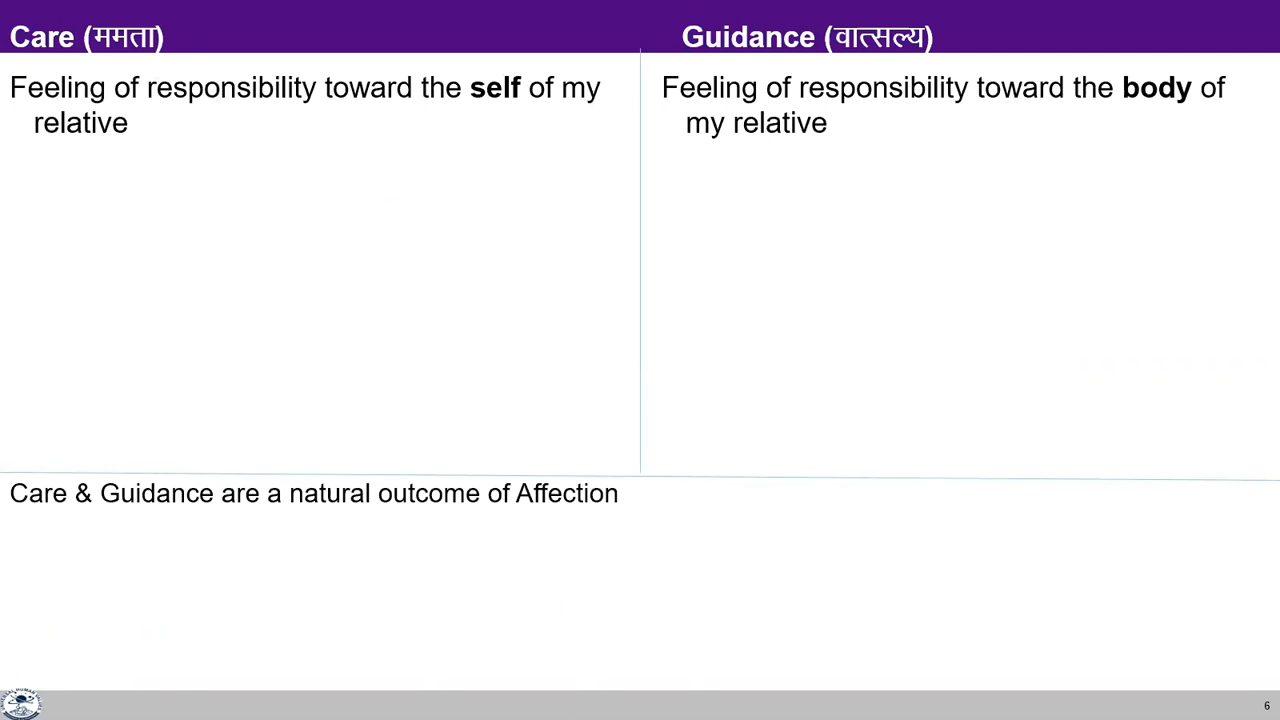 Care (ममता)
Guidance (वात्सल्य)
Feeling of responsibility toward the self of my
relative
Feeling of responsibility toward the body of
my relative
Care & Guidance are a natural outcome of Affection
6